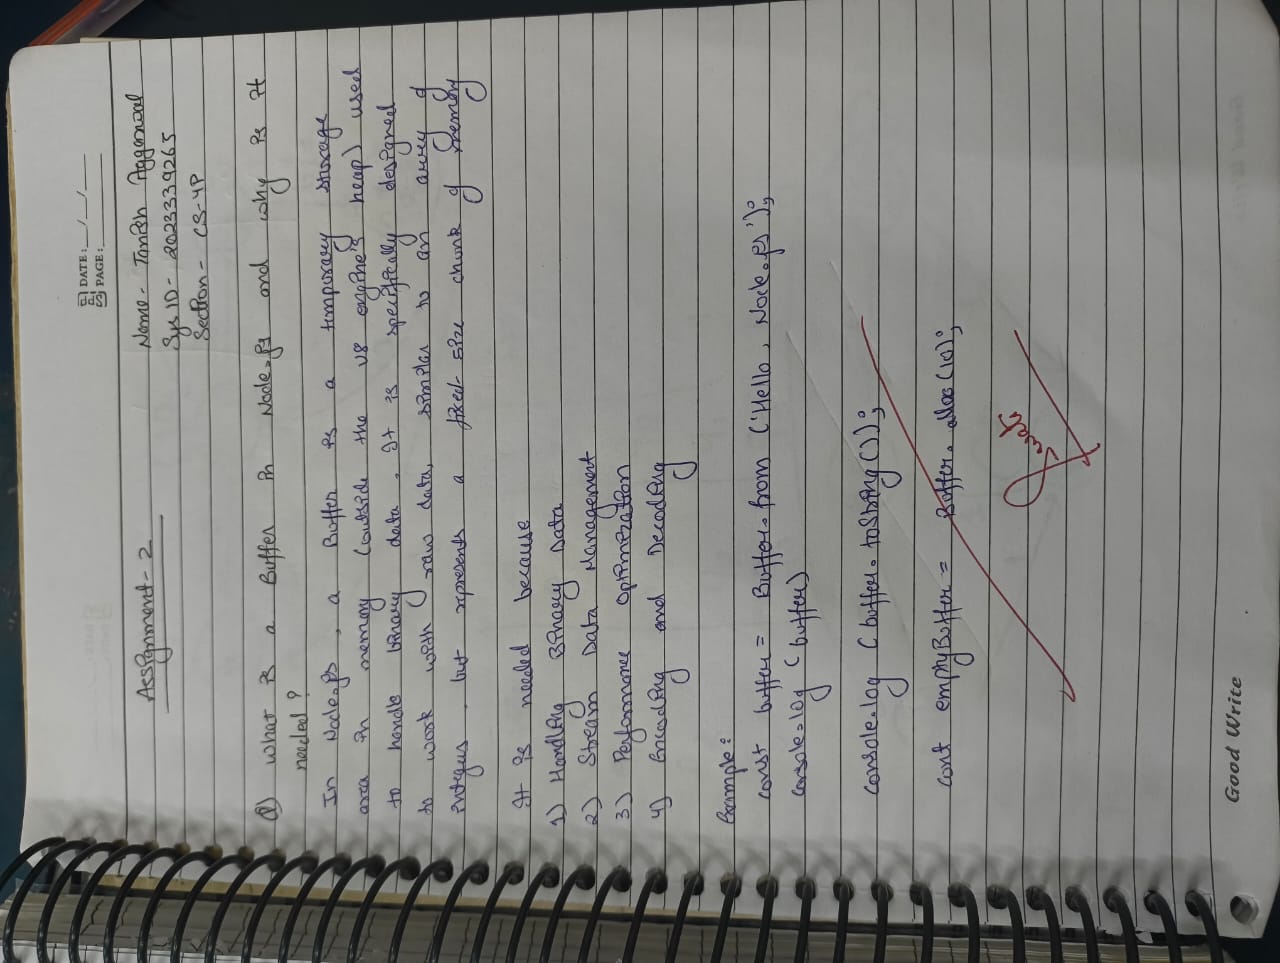 DATE: __/__/__
PAGE:
Assignment - 2
Name - Tanish Aggarwal
Sys ID - 2023339265
Section - CS-4P
Q) what is a Buffer in Node.js and why is it
needed?
In Node.js, a Buffer is a temporary storage
area in memory (outside the V8 engine's heap) used
to handle binary data. It is specifically designed
to work with raw data, similar to an array of
integers, but represents a fixed-size chunk of memory
It is needed because
1) Handling Binary Data
2) Stream Data Management
3) Performance Optimization
4) Encoding and Decoding
Example:
const buffer = Buffer.from ('Hello, Node.js');
console.log (buffer)
console.log (buffer.toString());
cont emptyBuffer = Buffer.alloc(10);
Swati
Good Write